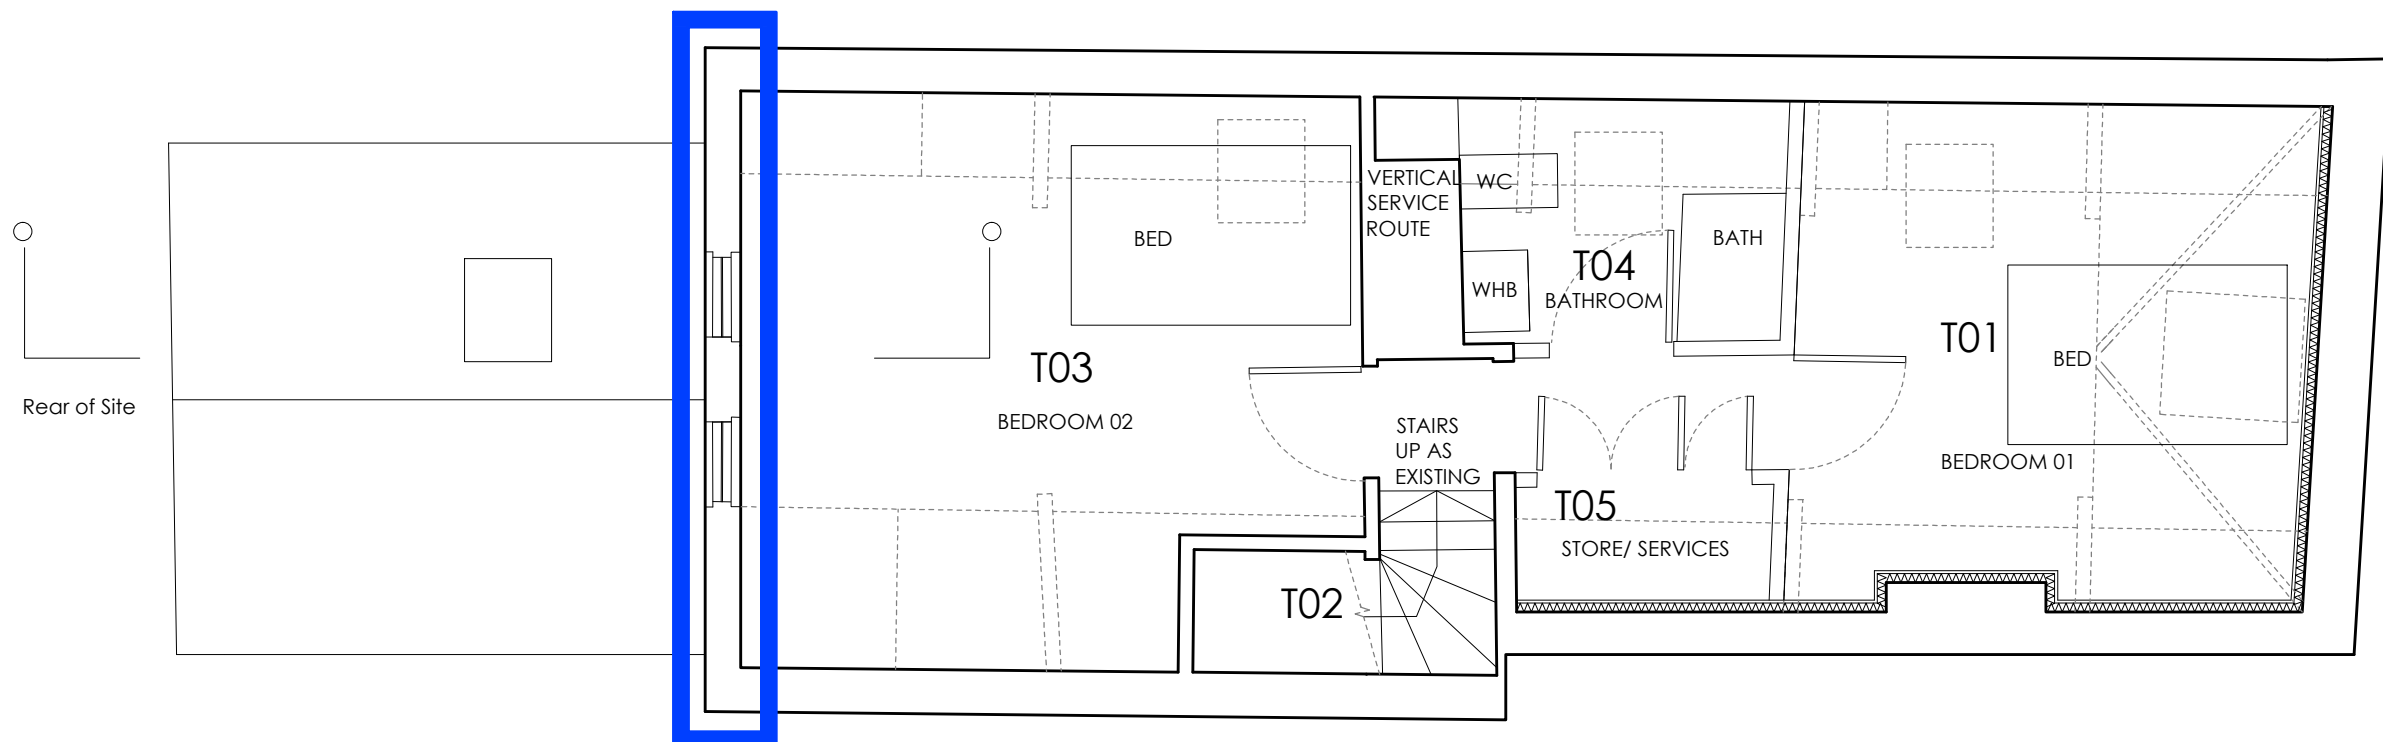 Rear of Site
T03
BEDROOM 02
BED
VERTICAL
SERVICE
ROUTE
WC
WHB
T04
BATHROOM
BATH
T01
BED
BEDROOM 01
STAIRS
UP AS
EXISTING
T05
STORE/ SERVICES
T02